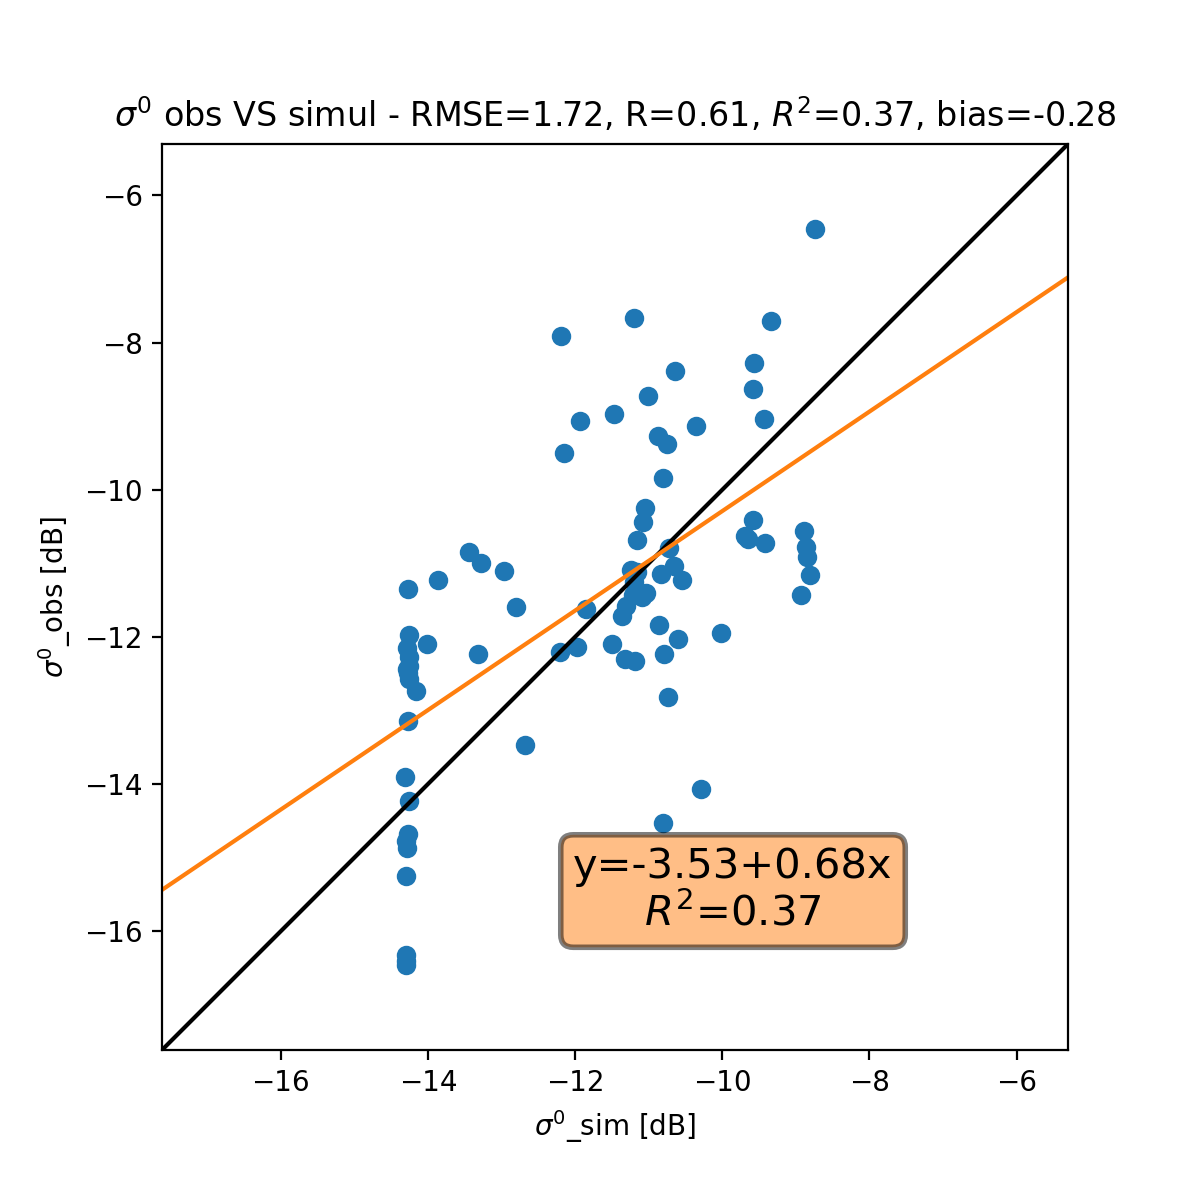 σ⁰ obs VS simul - RMSE=1.72, R=0.61, R²=0.37, bias=-0.28
−6
−8
−10
−12
−14
−16
σ⁰_obs [dB]
y=-3.53+0.68x
R²=0.37
−16 −14 −12 −10 −8 −6
σ⁰_sim [dB]